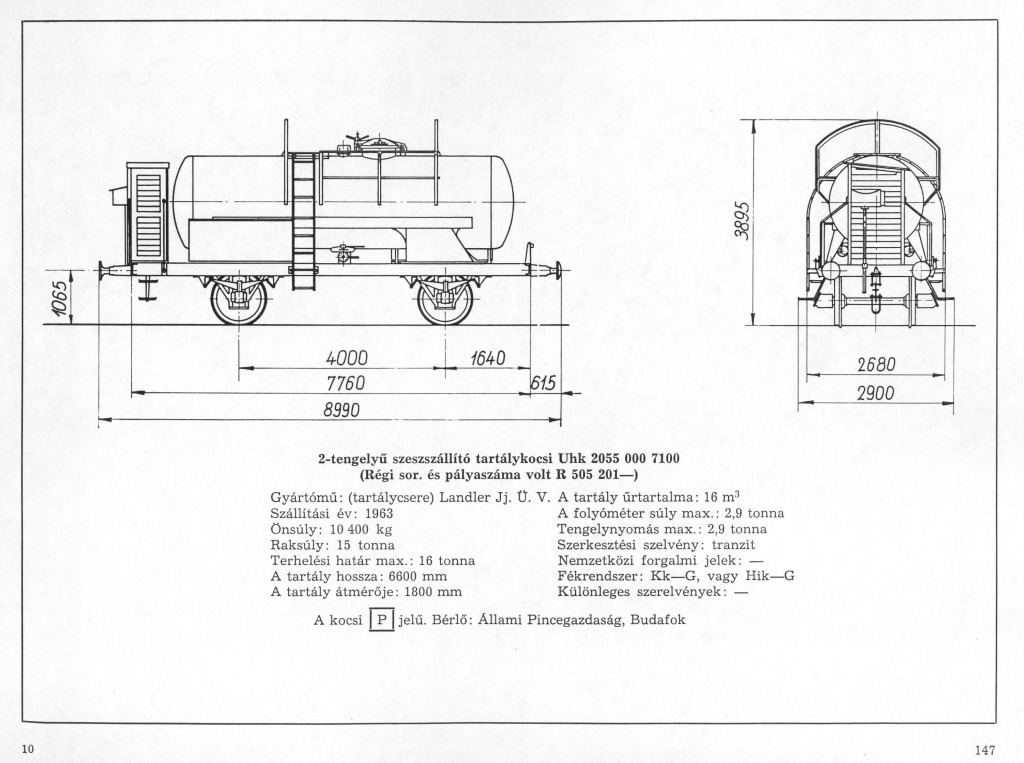 1065
4000
1640
7760
615
8990
3895
2680
2900
2-tengelyű szeszszállító tartálykocsi Uhk 2055 000 7100
(Régi sor. és pályaszáma volt R 505 201—)
Gyártómű: (tartálycsere) Landler Jj. Ü. V.
Szállítási év: 1963
Önsúly: 10 400 kg
Raksúly: 15 tonna
Terhelési határ max.: 16 tonna
A tartály hossza: 6600 mm
A tartály átmérője: 1800 mm
A tartály űrtartalma: 16 m³
A folyóméter súly max.: 2,9 tonna
Tengelynyomás max.: 2,9 tonna
Szerkesztési szelvény: tranzit
Nemzetközi forgalmi jelek: —
Fékrendszer: Kk—G, vagy Hik—G
Különleges szerelvények: —
A kocsi P jelű. Bérlő: Állami Pincegazdaság, Budafok
10
147